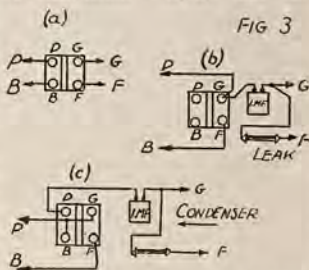 (a)
FIG 3
P G
P G
B F
B F
(b)
P
P G
G
.1MF
B F
F
LEAK
B
(c)
P G
G
.1MF
CONDENSER
P
B F
F
B